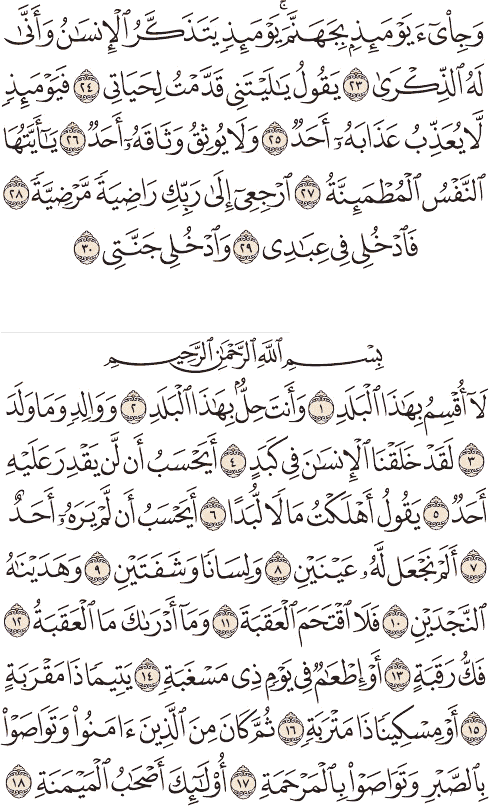 وَجِا۟يٓءَ يَوْمَئِذِۭ بِجَهَنَّمَ ۚ يَوْمَئِذٍ يَتَذَكَّرُ ٱلْإِنسَٰنُ وَأَنَّىٰ
لَهُ ٱلذِّكْرَىٰ ٢٣ يَقُولُ يَٰلَيْتَنِى قَدَّمْتُ لِحَيَاتِى ٢٤ فَيَوْمَئِذٍ
لَّا يُعَذِّبُ عَذَابَهُۥٓ أَحَدٌ ٢٥ وَلَا يُوثِقُ وَثَاقَهُۥٓ أَحَدٌ ٢٦ يَٰٓأَيَّتُهَا
ٱلنَّفْسُ ٱلْمُطْمَئِنَّةُ ٢٧ ٱرْجِعِىٓ إِلَىٰ رَبِّكِ رَاضِيَةً مَّرْضِيَّةً ٢٨
فَٱدْخُلِى فِى عِبَٰدِى ٢٩ وَٱدْخُلِى جَنَّتِى ٣٠
بِسْمِ ٱللَّهِ ٱلرَّحْمَٰنِ ٱلرَّحِيمِ
لَآ أُقْسِمُ بِهَٰذَا ٱلْبَلَدِ ١ وَأَنتَ حِلٌّۢ بِهَٰذَا ٱلْبَلَدِ ٢ وَوَالِدٍ وَمَا وَلَدَ
٣ لَقَدْ خَلَقْنَا ٱلْإِنسَٰنَ فِى كَبَدٍ ٤ أَيَحْسَبُ أَن لَّن يَقْدِرَ عَلَيْهِ
أَحَدٌ ٥ يَقُولُ أَهْلَكْتُ مَالًا لُّبَدًا ٦ أَيَحْسَبُ أَن لَّمْ يَرَهُۥٓ أَحَدٌ
٧ أَلَمْ نَجْعَل لَّهُۥ عَيْنَيْنِ ٨ وَلِسَانًا وَشَفَتَيْنِ ٩ وَهَدَيْنَٰهُ
ٱلنَّجْدَيْنِ ١٠ فَلَا ٱقْتَحَمَ ٱلْعَقَبَةَ ١١ وَمَآ أَدْرَىٰكَ مَا ٱلْعَقَبَةُ ١٢
فَكُّ رَقَبَةٍ ١٣ أَوْ إِطْعَٰمٌ فِى يَوْمٍ ذِى مَسْغَبَةٍ ١٤ يَتِيمًا ذَا مَقْرَبَةٍ
١٥ أَوْ مِسْكِينًا ذَا مَتْرَبَةٍ ١٦ ثُمَّ كَانَ مِنَ ٱلَّذِينَ ءَامَنُوا۟ وَتَوَاصَوْا۟
بِٱلصَّبْرِ وَتَوَاصَوْا۟ بِٱلْمَرْحَمَةِ ١٧ أُو۟لَٰٓئِكَ أَصْحَٰبُ ٱلْمَيْمَنَةِ ١٨